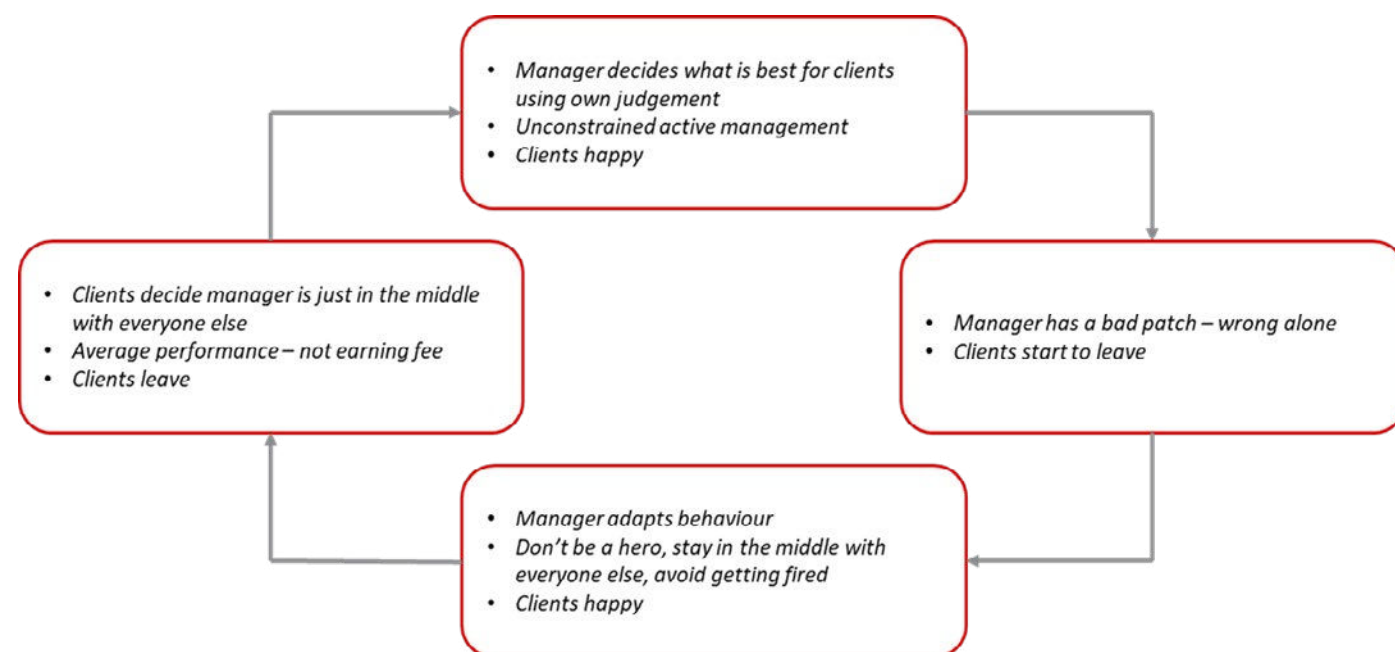 • Manager decides what is best for clients
using own judgement
• Unconstrained active management
• Clients happy
• Clients decide manager is just in the middle
with everyone else
• Average performance – not earning fee
• Clients leave
• Manager has a bad patch – wrong alone
• Clients start to leave
• Manager adapts behaviour
• Don't be a hero, stay in the middle with
everyone else, avoid getting fired
• Clients happy